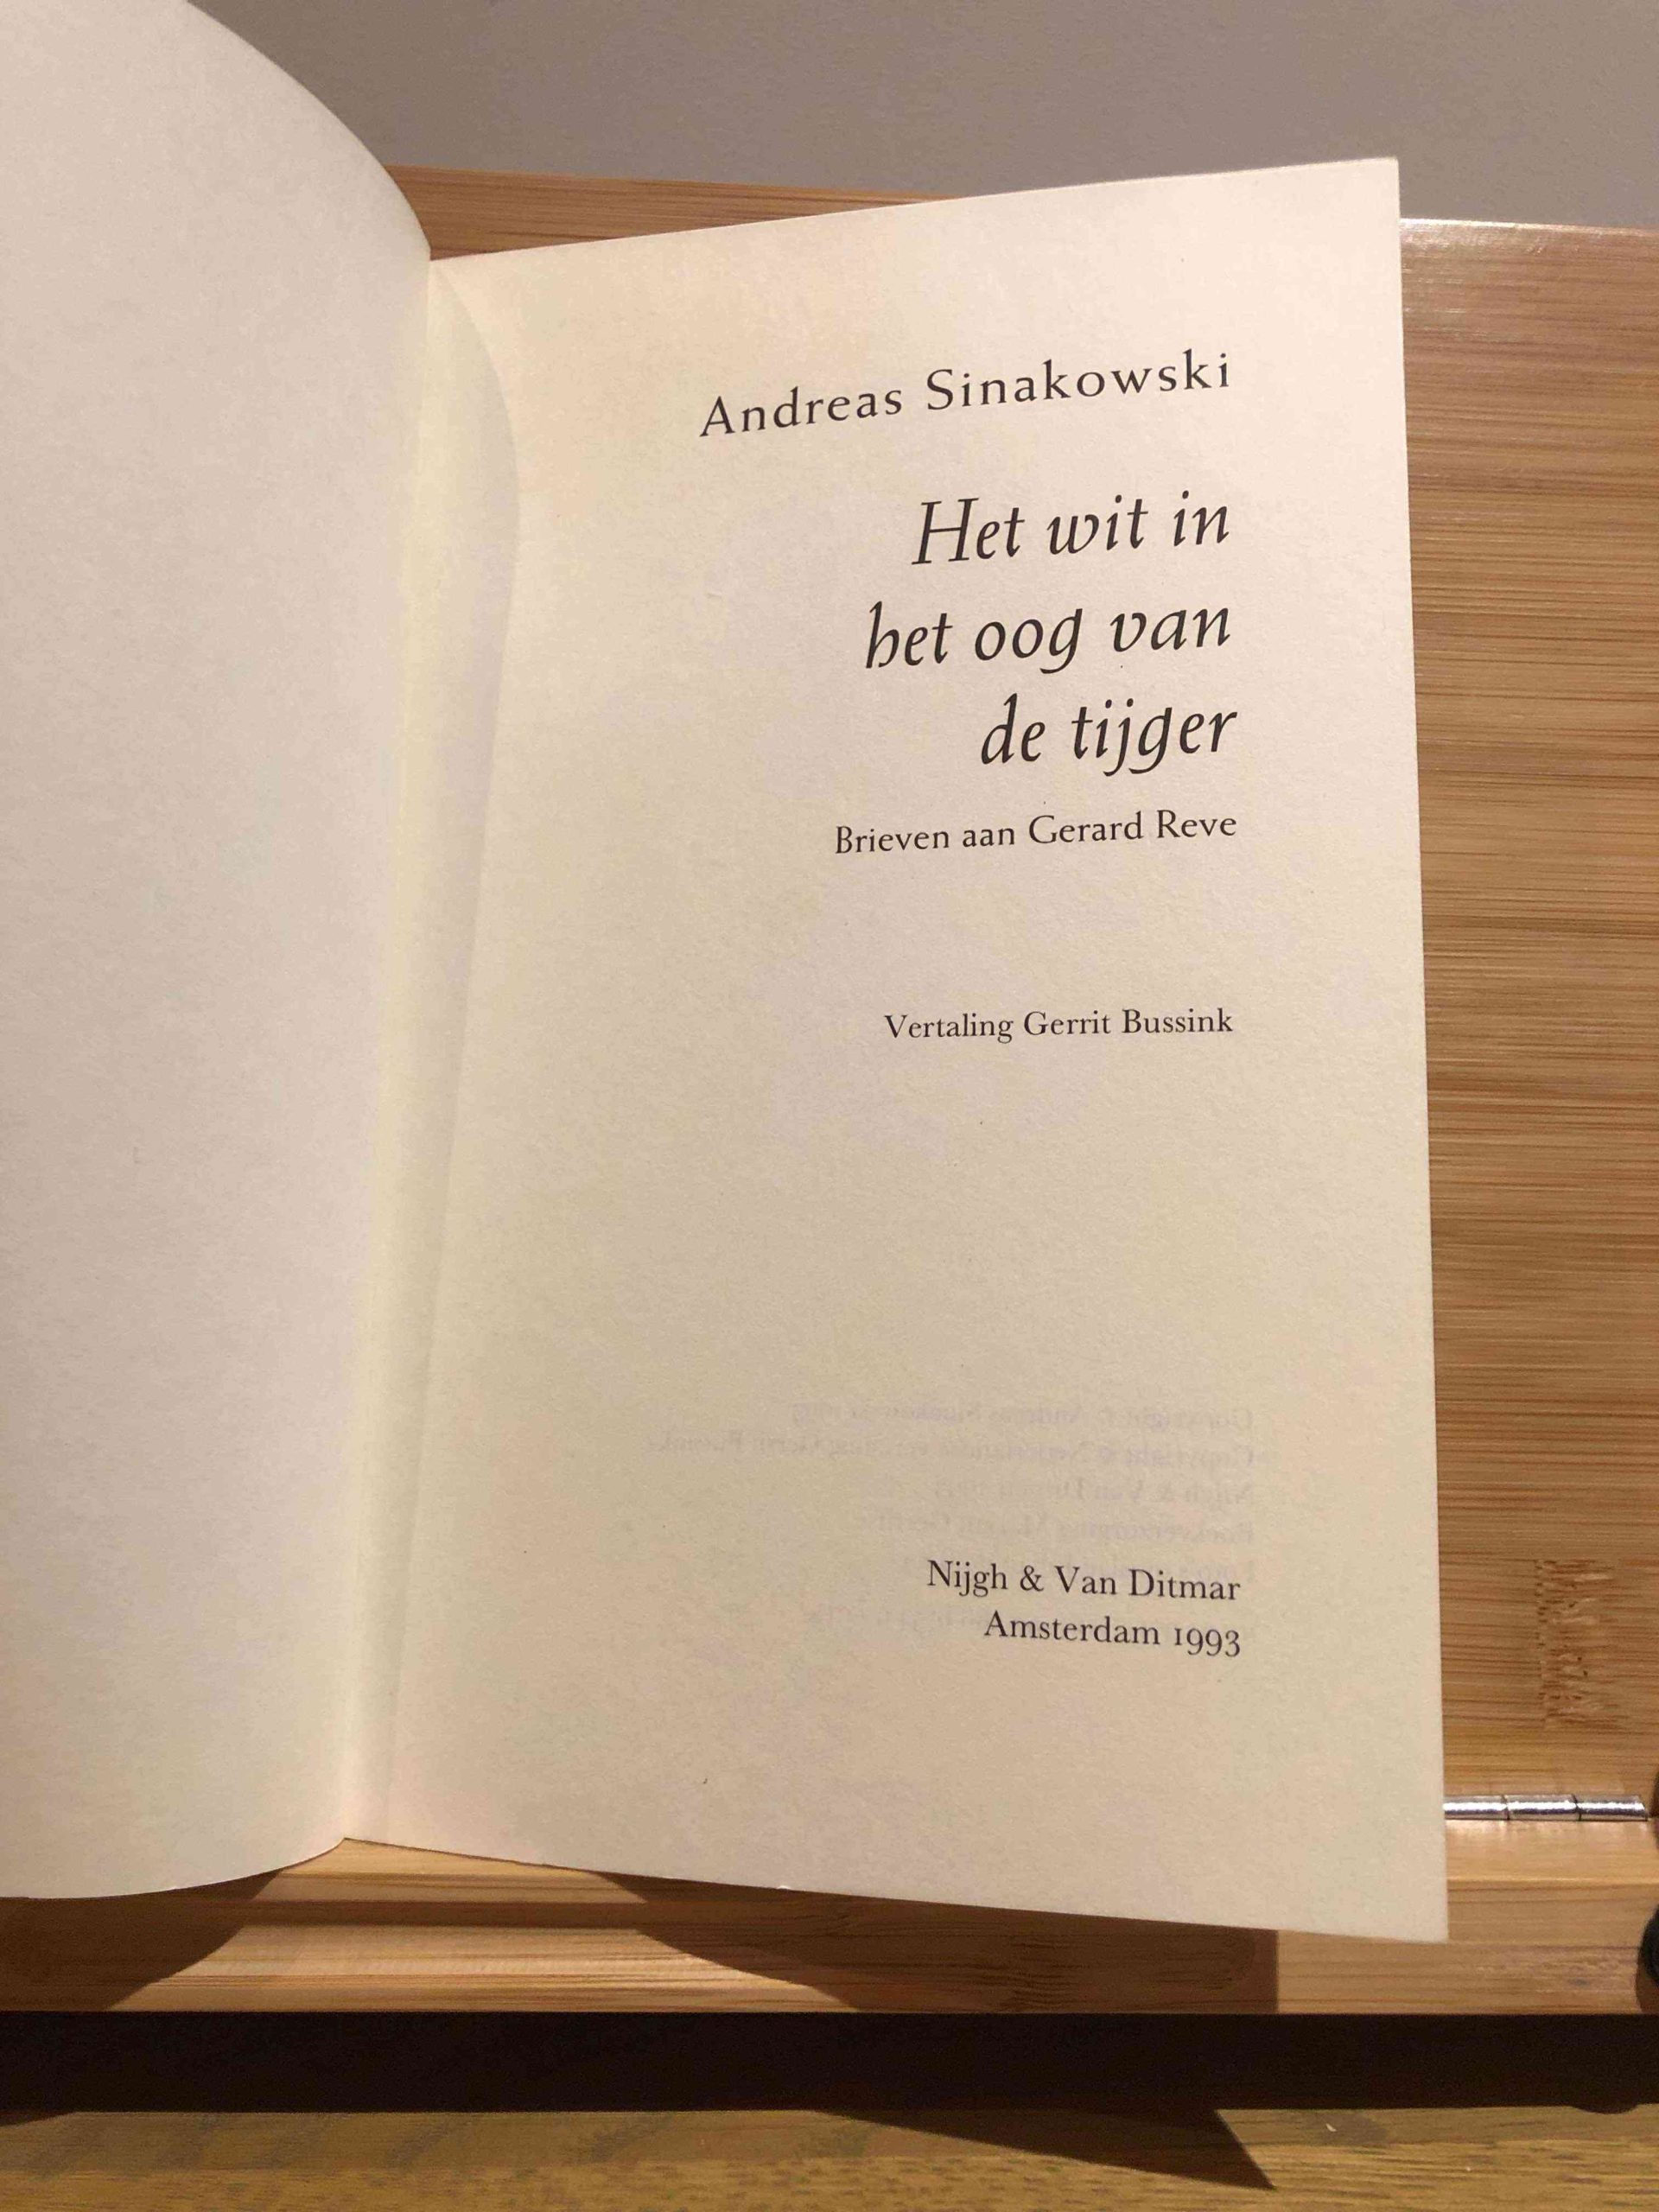 Andreas Sinakowski
Het wit in
het oog van
de tijger
Brieven aan Gerard Reve
Vertaling Gerrit Bussink
Nijgh & Van Ditmar
Amsterdam 1993